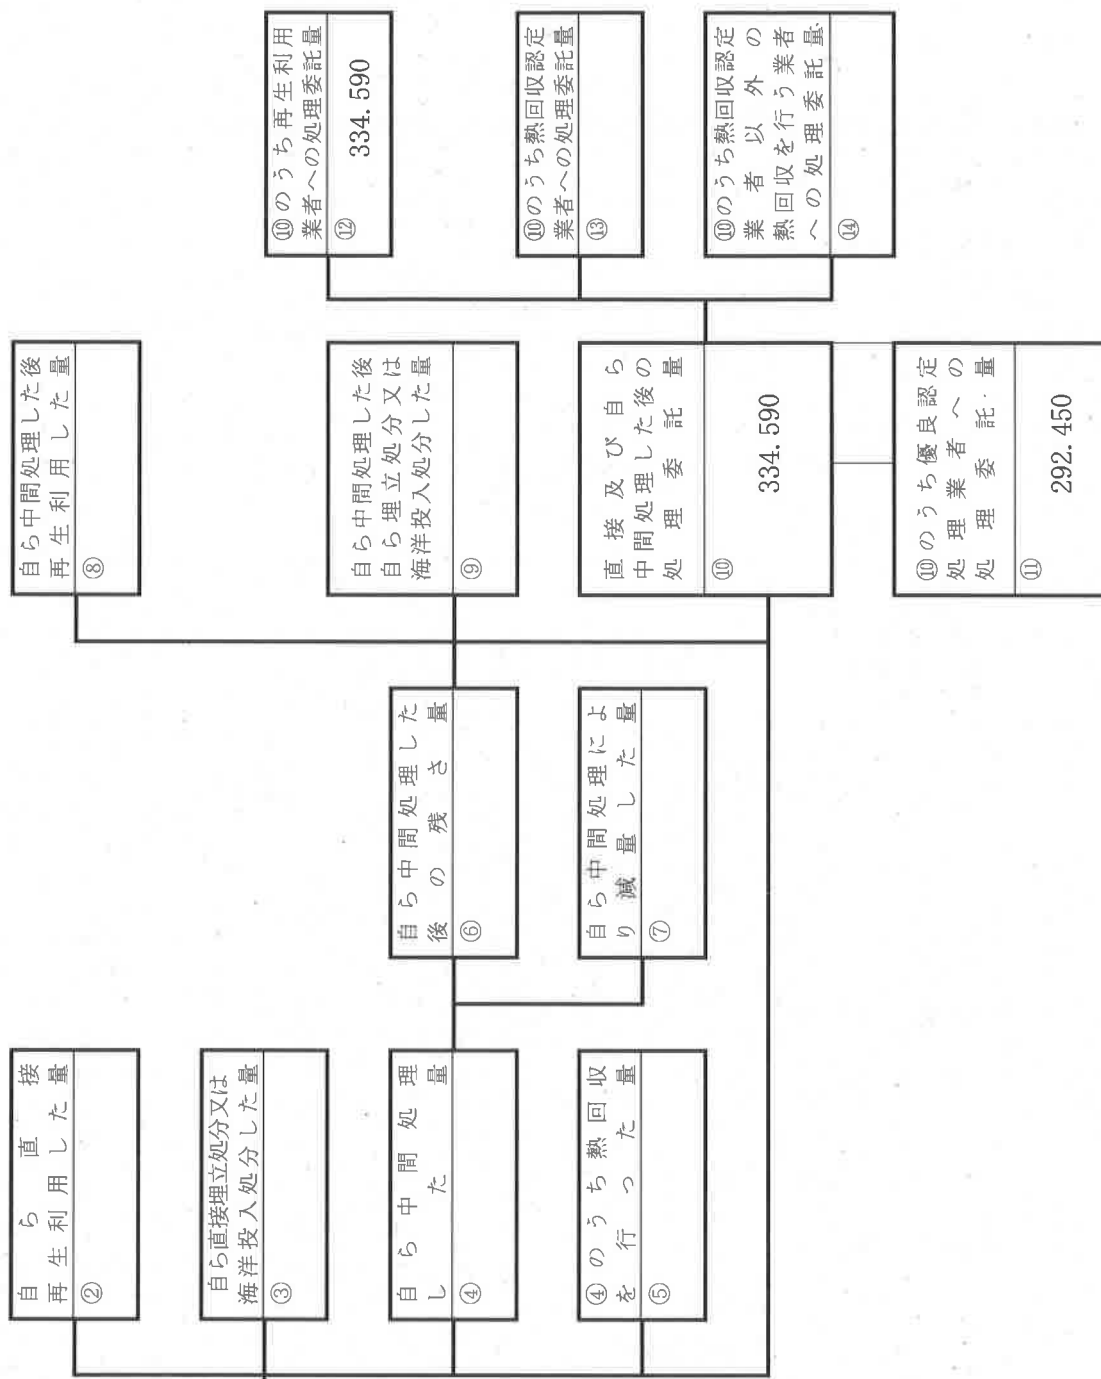 自ら直接
再生利用した量
②
自ら直接埋立処分又は
海洋投入処分した量
③
自ら中間処理
した量
④
④のうち熱回収
を行った量
⑤
自ら中間処理した
後の残さ量
⑥
自ら中間処理によ
り減量した量
⑦
自ら中間処理した後
再生利用した量
⑧
自ら中間処理した後
自ら埋立処分又は
海洋投入処分した量
⑨
直接及び自ら
中間処理した後の
処理委託量
⑩
334.590
⑩のうち優良認定
処理業者への
処理委託量
⑪
292.450
⑩のうち再生利用
業者への処理委託量
⑫
334.590
⑩のうち熱回収認定
業者への処理委託量
⑬
⑩のうち熱回収認定
業者以外の
熱回収を行う業者
への処理委託量
⑭